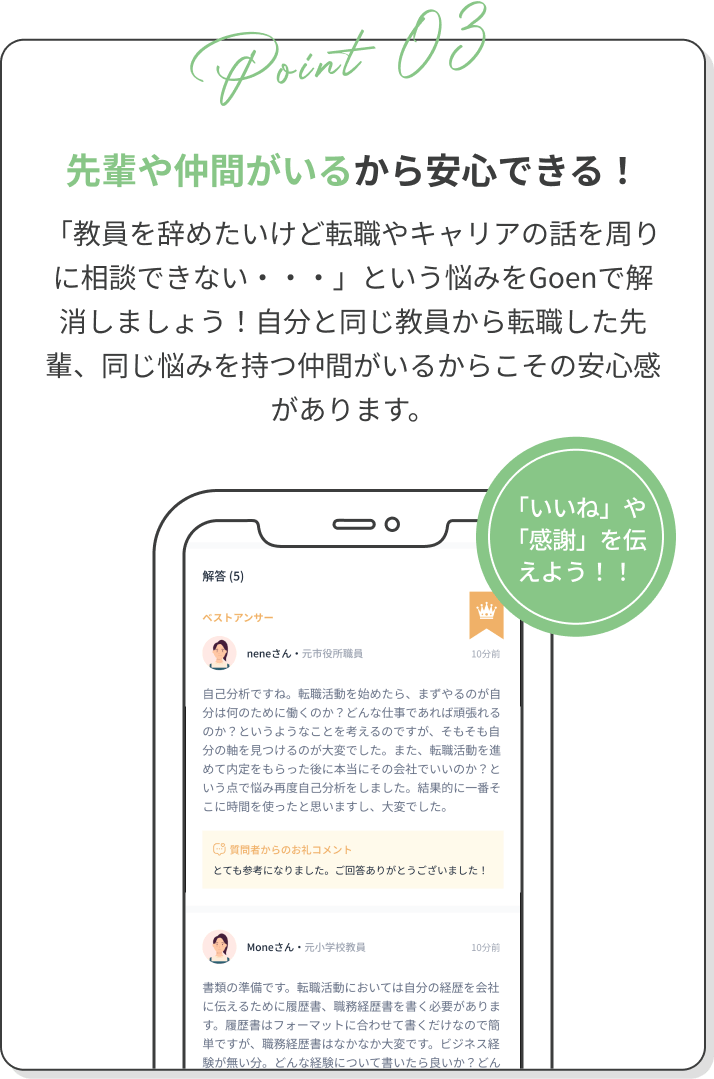 Point 03
先輩や仲間がいるから安心できる！
「教員を辞めたいけど転職やキャリアの話を周り
に相談できない・・・」という悩みをGoenで解
消しましょう！自分と同じ教員から転職した先
輩、同じ悩みを持つ仲間がいるからこその安心感
があります。
「いいね」や
「感謝」を伝
えよう！！
解答 (5)
ベストアンサー
neneさん・元市役所職員
10分前
自己分析ですね。転職活動を始めたら、まずやるのが自
分は何のために働くのか？どんな仕事であれば頑張れる
のか？というようなことを考えるのですが、そもそも自
分の軸を見つけるのが大変でした。また、転職活動を進
めて内定をもらった後に本当にその会社でいいのか？と
いう点で悩み再度自己分析をしました。結果的に一番そ
こに時間を使ったと思いますし、大変でした。
質問者からのお礼コメント
とても参考になりました。ご回答ありがとうございました！
Moneさん・元小学校教員
10分前
書類の準備です。転職活動においては自分の経歴を会社
に伝えるために履歴書、職務経歴書を書く必要がありま
す。履歴書はフォーマットに合わせて書くだけなので簡
単ですが、職務経歴書はなかなか大変です。ビジネス経
験が無い分。どんな経験について書いたら良いか？どん